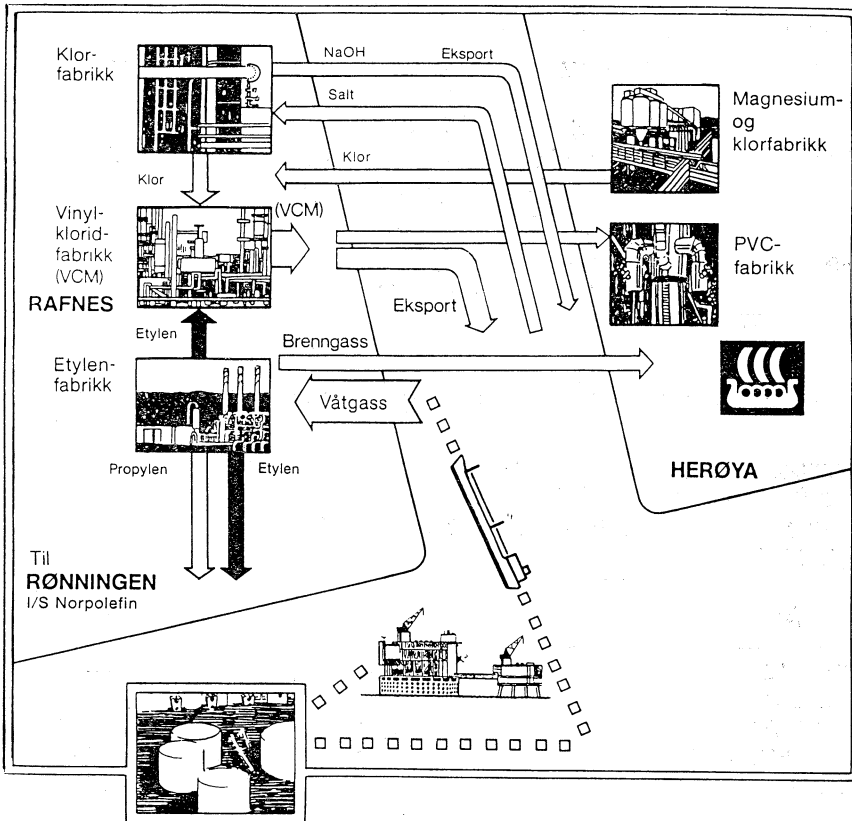 Klor-
fabrikk
NaOH
Eksport
Salt
Magnesium-
og
klorfabrikk
Klor
Klor
Vinyl-
klorid-
fabrikk
(VCM)
RAFNES
(VCM)
PVC-
fabrikk
Eksport
Etylen
Etylen-
fabrikk
Brenngass
Våtgass
Propylen
Etylen
HERØYA
Til
RØNNINGEN
I/S Norpolefin